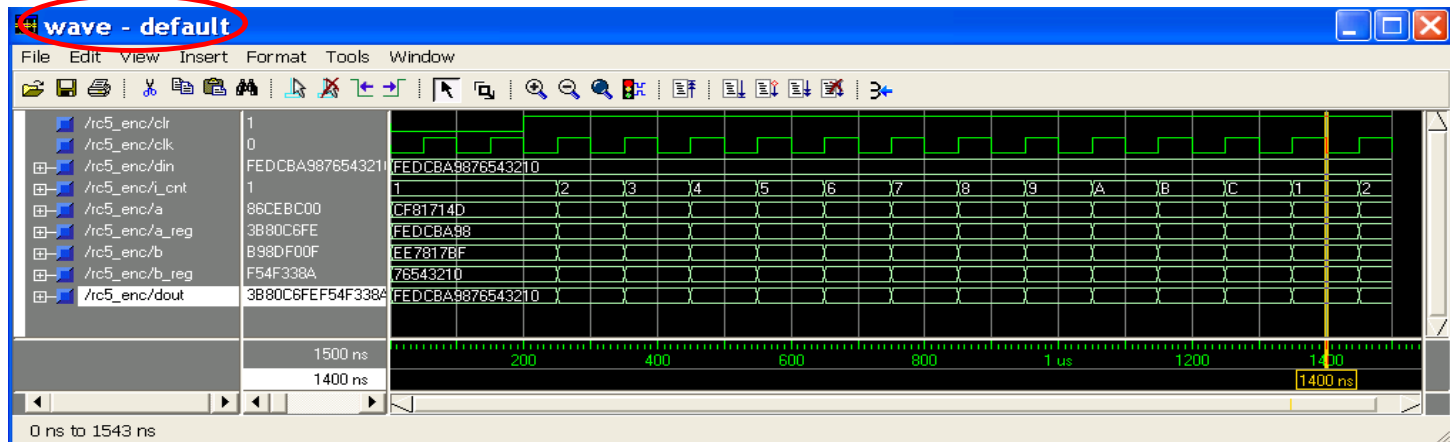 wave - default
File Edit View Insert Format Tools Window
/rc5_enc/clr 1
/rc5_enc/clk 0
/rc5_enc/din FEDCBA9876543210 FEDCBA9876543210
/rc5_enc/i_cnt 1 1 2 3 4 5 6 7 8 9 A B C 1 2
/rc5_enc/a 86CEBC00 CF81714D
/rc5_enc/a_reg 3B80C6FE FEDCBA98
/rc5_enc/b B98DF00F EE7817BF
/rc5_enc/b_reg F54F338A 76543210
/rc5_enc/dout 3B80C6FEF54F338A FEDCBA9876543210
1500 ns 200 400 600 800 1 us 1200 1400
1400 ns 1400 ns
0 ns to 1543 ns